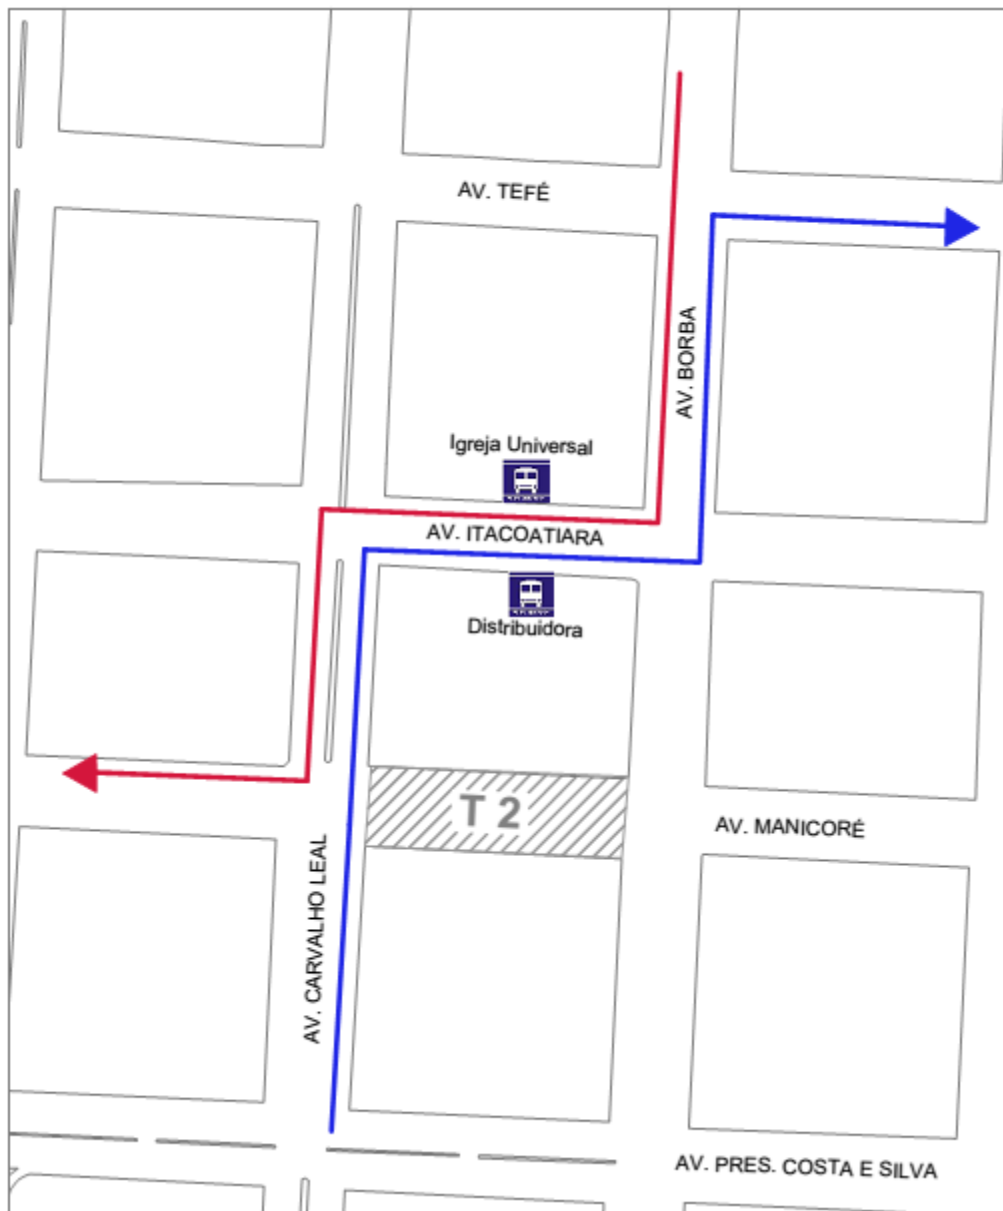 AV. TEFÉ
AV. BORBA
Igreja Universal
AV. ITACOATIARA
Distribuidora
T 2
AV. MANICORÉ
AV. CARVALHO LEAL
AV. PRES. COSTA E SILVA